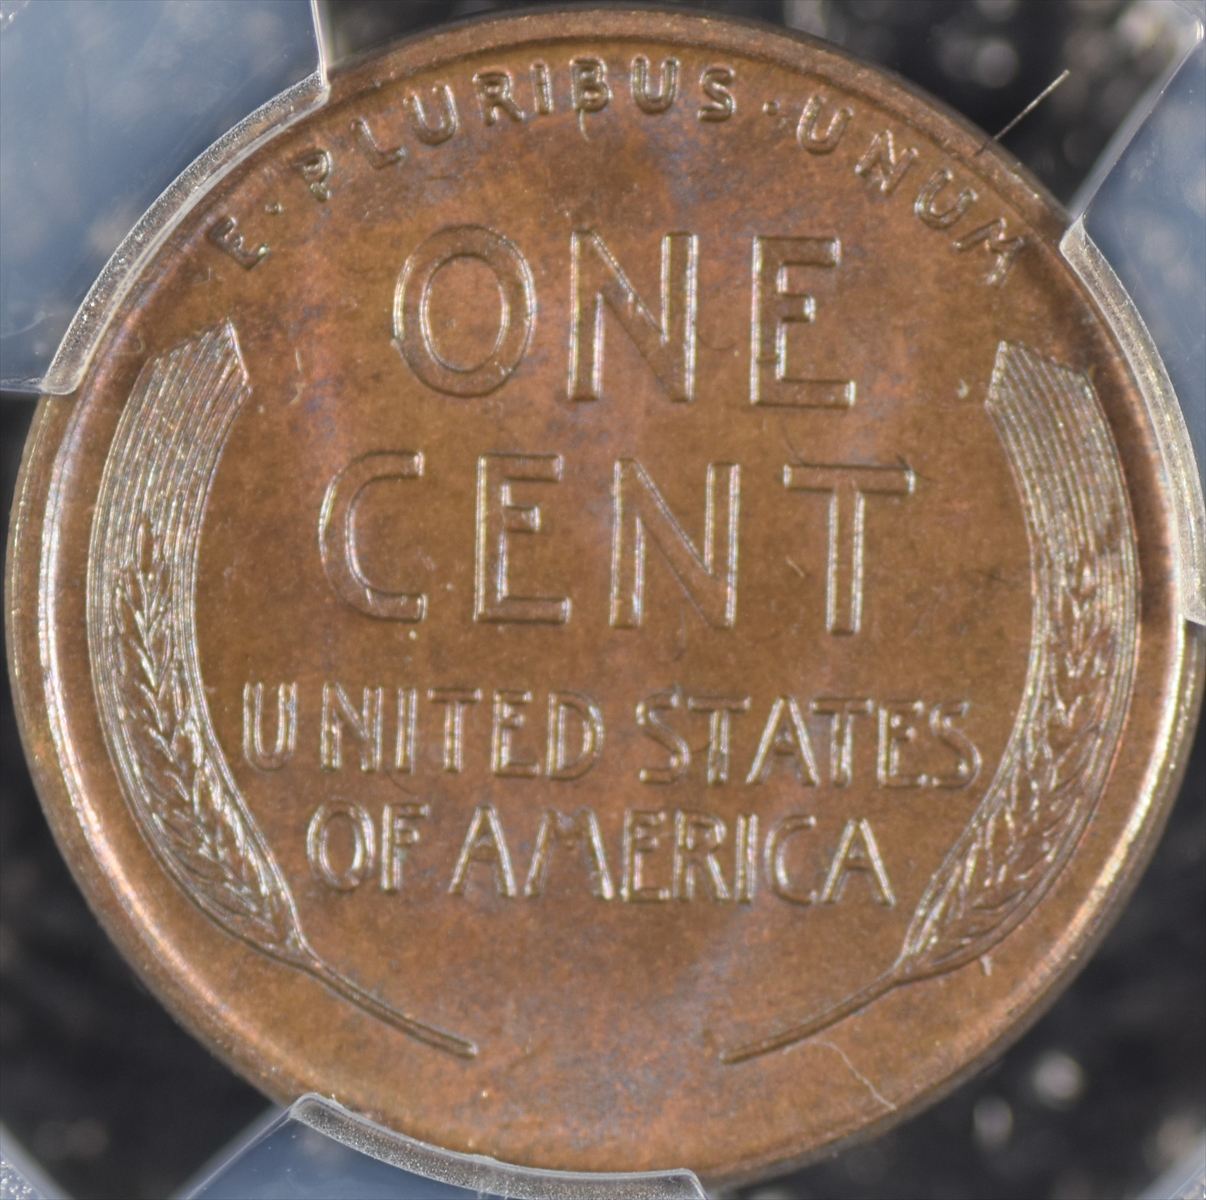 E · PLURIBUS · UNUM
ONE
CENT
UNITED STATES
OF AMERICA